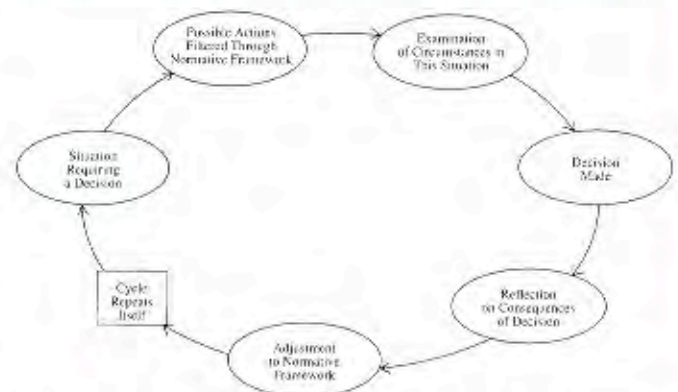 Possible Actions
Filtered Through
Normative Framework
Examination
of Circumstances in
This Situation
Decision
Made
Reflection
on Consequences
of Decision
Adjustment
to Normative
Framework
Cycle
Repeats
Itself
Situation
Requiring
a Decision